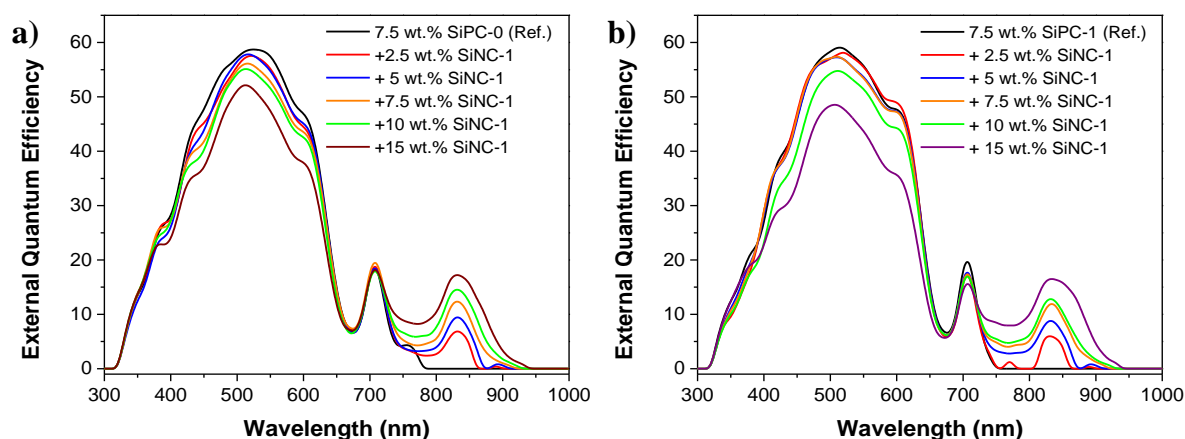 a)
60
50
40
30
20
10
0
External Quantum Efficiency
7.5 wt.% SiPC-0 (Ref.)
+2.5 wt.% SiNC-1
+ 5 wt.% SiNC-1
+7.5 wt.% SiNC-1
+10 wt.% SiNC-1
+15 wt.% SiNC-1
300 400 500 600 700 800 900 1000
Wavelength (nm)
b)
60
50
40
30
20
10
0
External Quantum Efficiency
7.5 wt.% SiPC-1 (Ref.)
+ 2.5 wt.% SiNC-1
+ 5 wt.% SiNC-1
+ 7.5 wt.% SiNC-1
+ 10 wt.% SiNC-1
+ 15 wt.% SiNC-1
300 400 500 600 700 800 900 1000
Wavelength (nm)